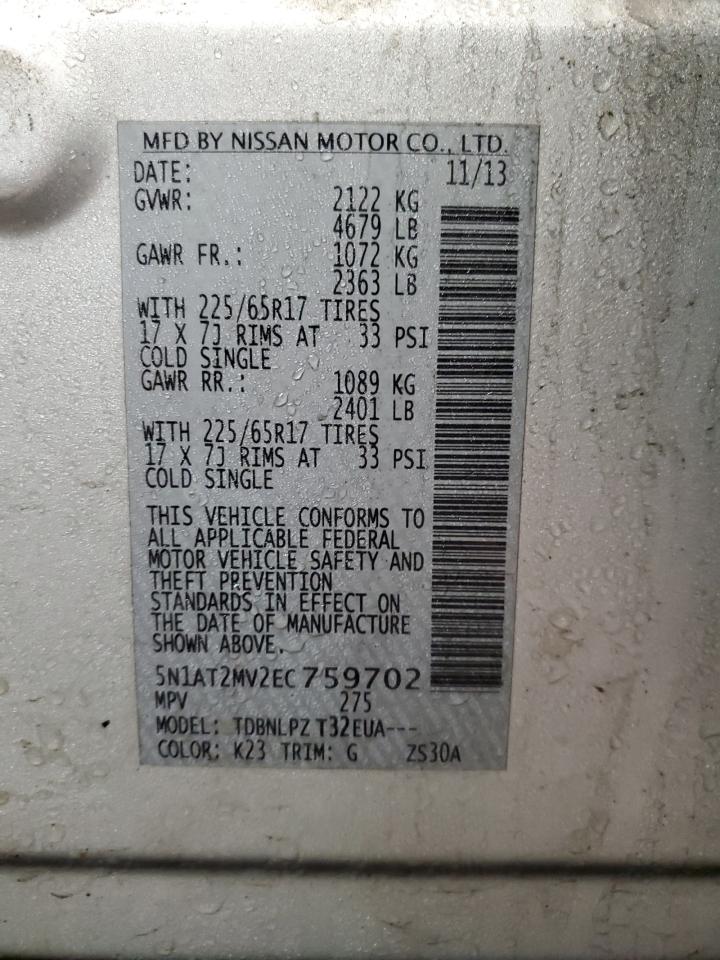 MFD BY NISSAN MOTOR CO., LTD.
DATE: 11/13
GVWR: 2122 KG
4679 LB
GAWR FR.: 1072 KG
2363 LB
WITH 225/65R17 TIRES
17 X 7J RIMS AT 33 PSI
COLD SINGLE
GAWR RR.: 1089 KG
2401 LB
WITH 225/65R17 TIRES
17 X 7J RIMS AT 33 PSI
COLD SINGLE
THIS VEHICLE CONFORMS TO
ALL APPLICABLE FEDERAL
MOTOR VEHICLE SAFETY AND
THEFT PREVENTION
STANDARDS IN EFFECT ON
THE DATE OF MANUFACTURE
SHOWN ABOVE.
5N1AT2MV2EC759702
MPV 275
MODEL: TDBNLPZ T32EUA---
COLOR: K23 TRIM: G ZS30A